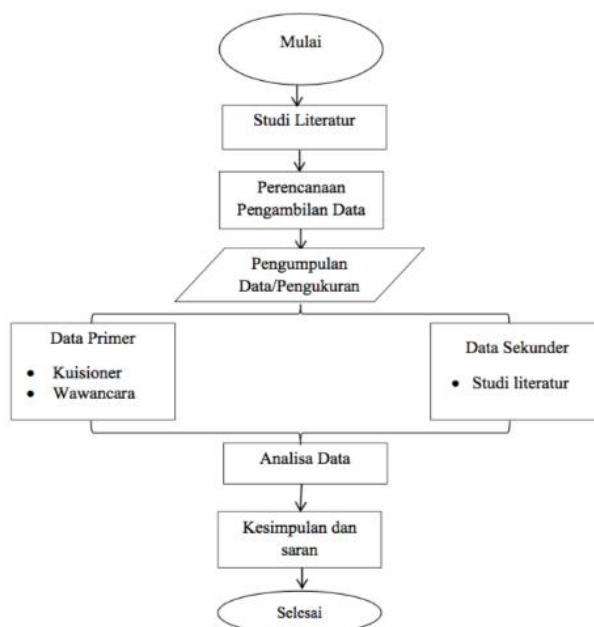 Mulai
Studi Literatur
Perencanaan
Pengambilan Data
Pengumpulan
Data/Pengukuran
Data Primer
• Kuisioner
• Wawancara
Data Sekunder
• Studi literatur
Analisa Data
Kesimpulan dan
saran
Selesai